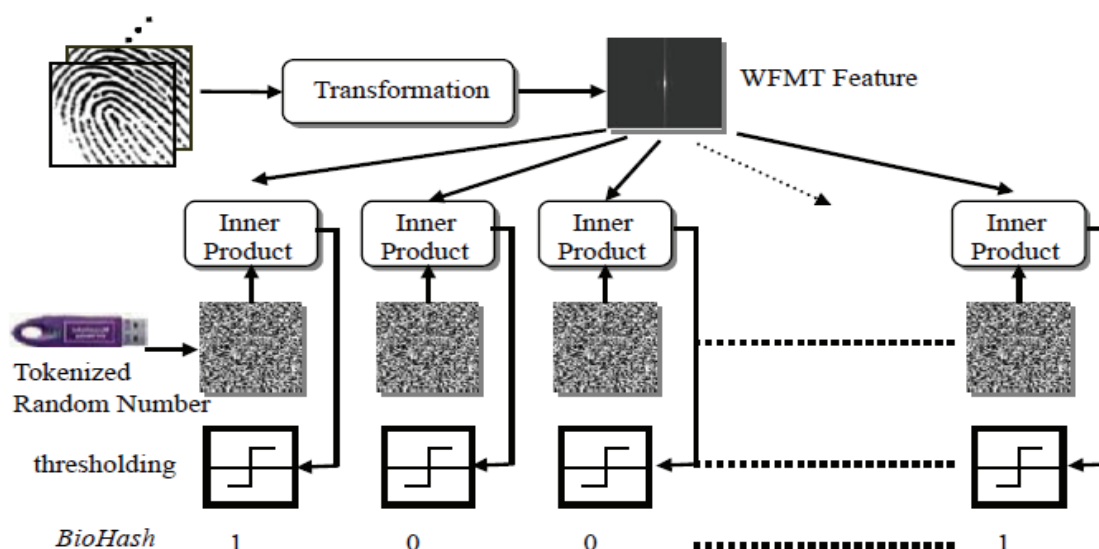 Transformation
WFMT Feature
Inner
Product
Inner
Product
Inner
Product
Inner
Product
Tokenized
Random Number
thresholding
BioHash 1 0 0 1